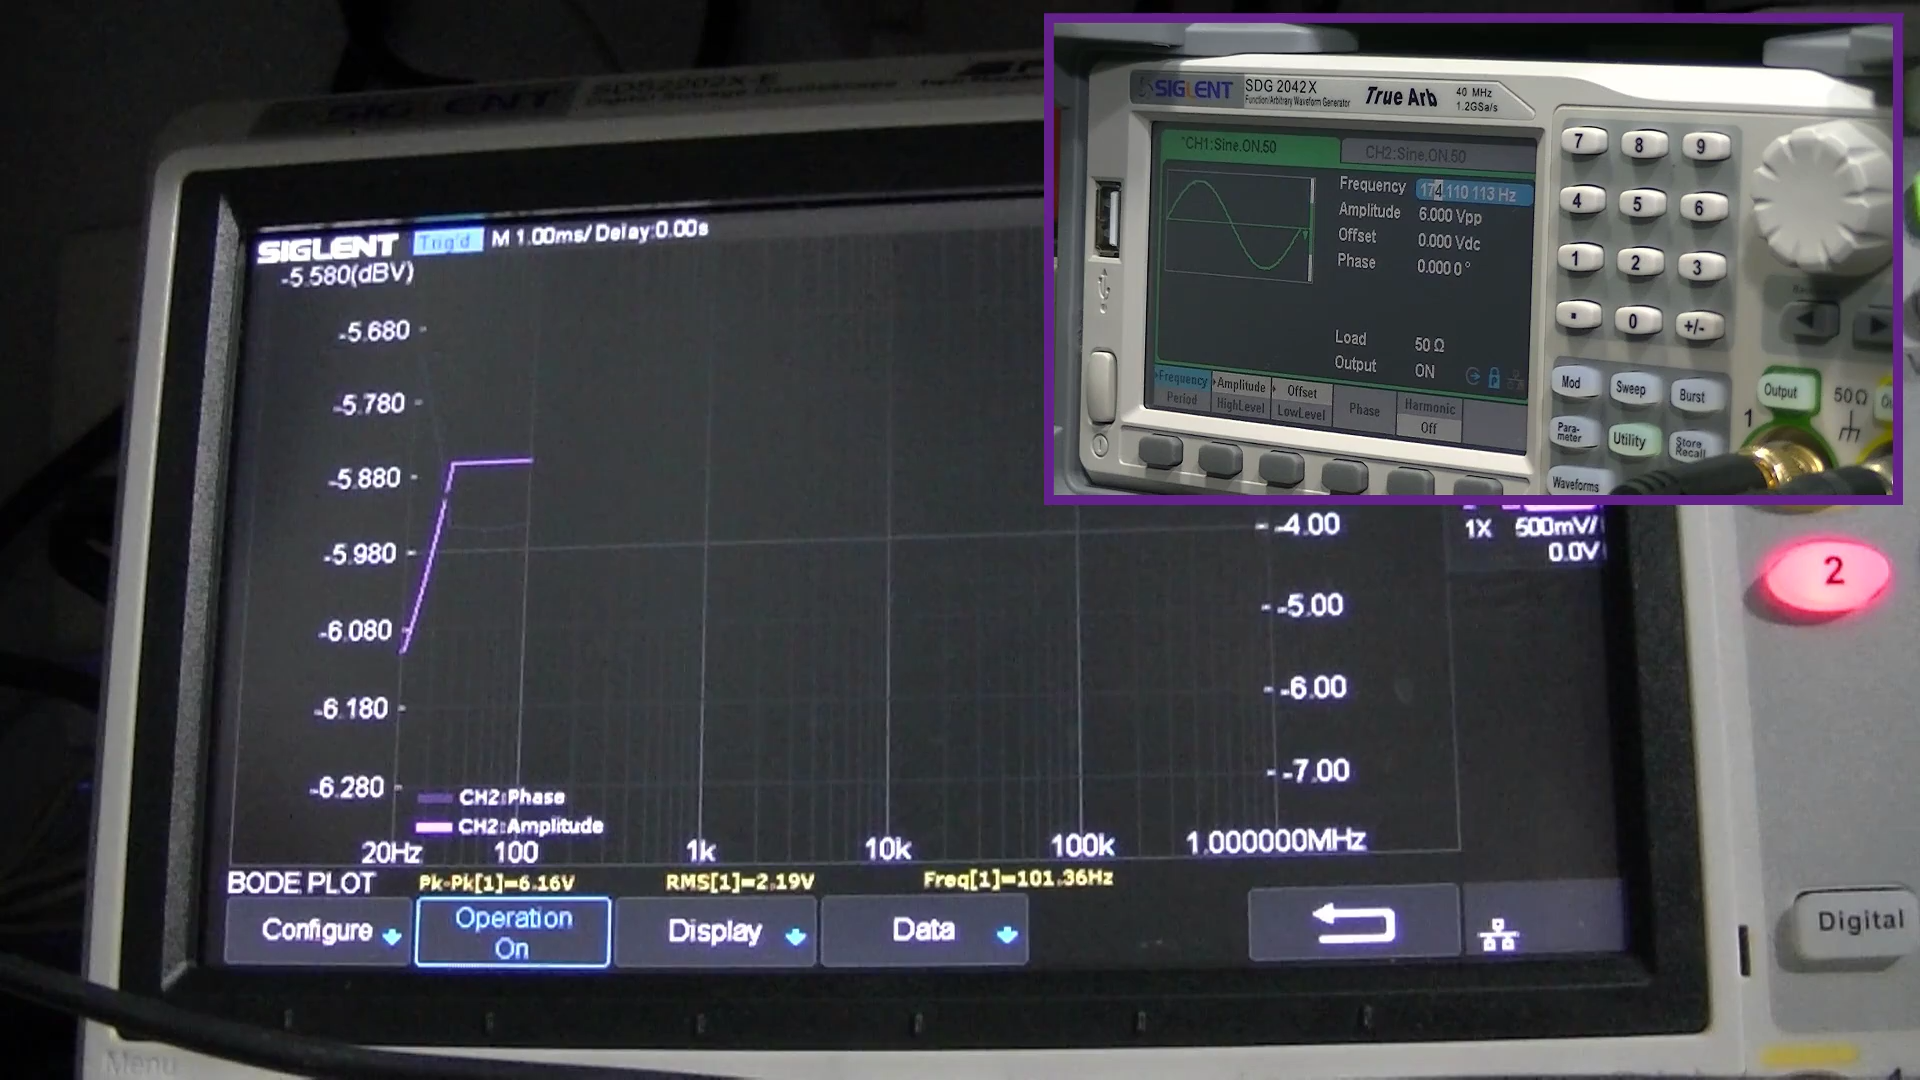 SIGLENT SDS2202X-E
SIGLENT Trig'd M 1.00ms/ Delay:0.00s
-5.580(dBV)
-5.680
-5.780
-5.880
-5.980
-6.080
-6.180
-6.280
-4.00
-5.00
-6.00
-7.00
1X 500mV/
0.0V
CH2:Phase
CH2:Amplitude
20Hz 100 1k 10k 100k 1.000000MHz
BODE PLOT Pk-Pk[1]=6.16V RMS[1]=2.19V Freq[1]=101.36Hz
Configure
Operation
On
Display
Data
2
Digital
Menu
SIGLENT SDG 2042X
Function/Arbitrary Waveform Generator
True Arb
40 MHz
1.2GSa/s
CH1:Sine,ON,50
CH2:Sine,ON,50
Frequency 174.110 113 Hz
Amplitude 6.000 Vpp
Offset 0.000 Vdc
Phase 0.000 0 °
Load 50 Ω
Output ON
Frequency
Period
Amplitude
HighLevel
Offset
LowLevel
Phase
Harmonic
Off
7 8 9
4 5 6
1 2 3
. 0 +/-
Mod Sweep Burst
Para-
meter
Utility
Store
Recall
Waveforms
Output
50Ω
1